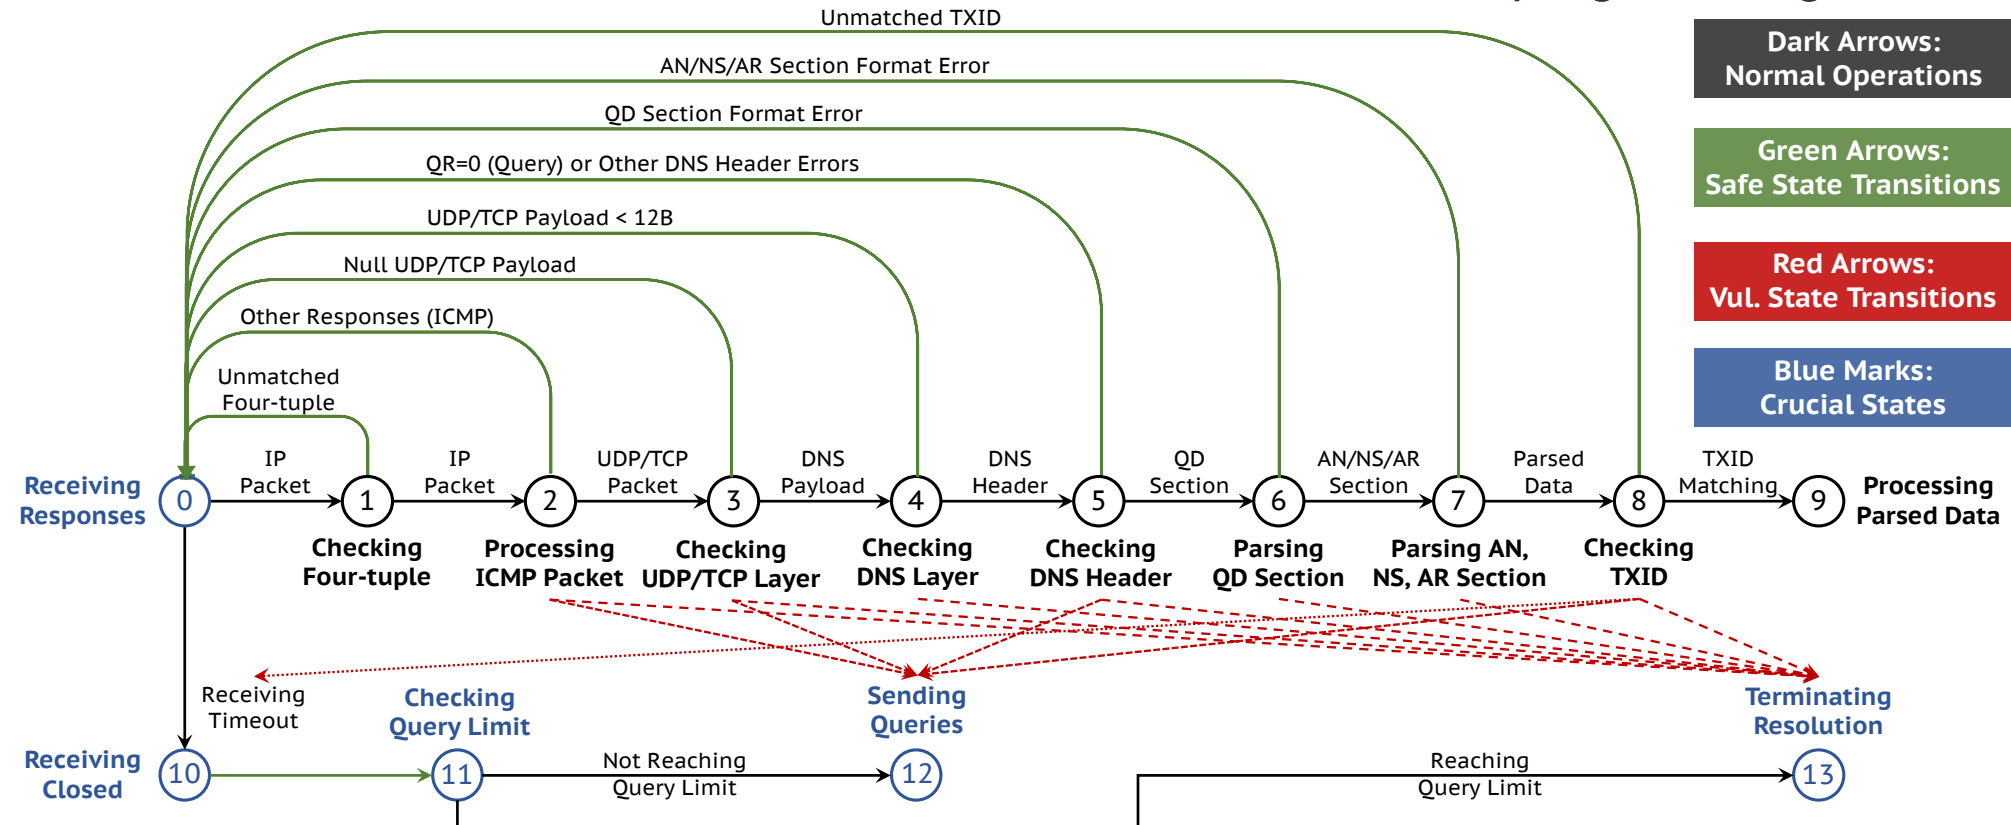 Unmatched TXID
AN/NS/AR Section Format Error
QD Section Format Error
QR=0 (Query) or Other DNS Header Errors
UDP/TCP Payload < 12B
Null UDP/TCP Payload
Other Responses (ICMP)
Unmatched
Four-tuple
Dark Arrows:
Normal Operations
Green Arrows:
Safe State Transitions
Red Arrows:
Vul. State Transitions
Blue Marks:
Crucial States
Receiving
Responses
0
IP
Packet
1
IP
Packet
2
UDP/TCP
Packet
3
DNS
Payload
4
DNS
Header
5
QD
Section
6
AN/NS/AR
Section
7
Parsed
Data
8
TXID
Matching
9
Processing
Parsed Data
Checking
Four-tuple
Processing
ICMP Packet
Checking
UDP/TCP Layer
Checking
DNS Layer
Checking
DNS Header
Parsing
QD Section
Parsing AN,
NS, AR Section
Checking
TXID
Receiving
Timeout
Checking
Query Limit
Sending
Queries
Terminating
Resolution
Receiving
Closed
10
11
Not Reaching
Query Limit
12
Reaching
Query Limit
13